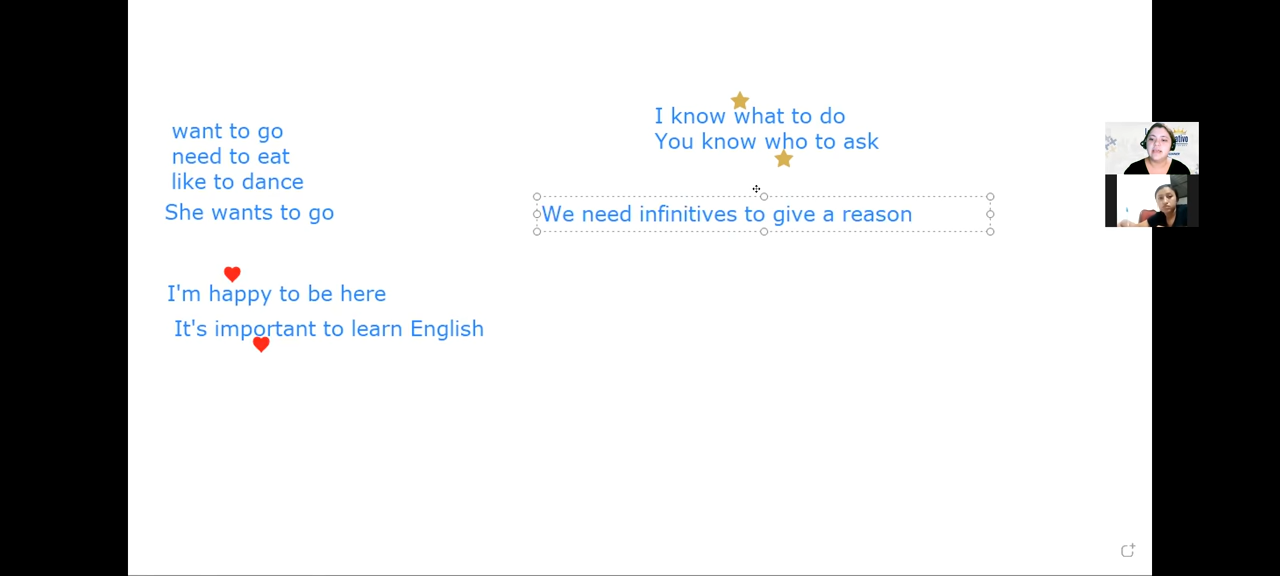 want to go
need to eat
like to dance
She wants to go
I'm happy to be here
It's important to learn English
I know what to do
You know who to ask
We need infinitives to give a reason